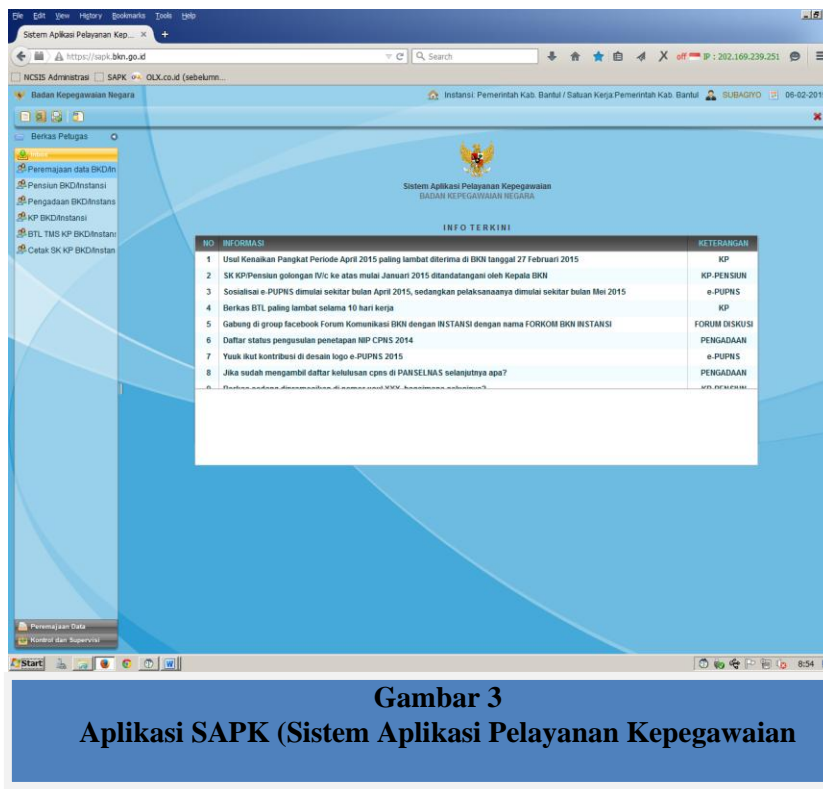 File Edit View History Bookmarks Tools Help
Sistem Aplikasi Pelayanan Kep... × +
https://sapk.bkn.go.id
Search
off IP : 202.169.239.251
NCSIS Administrasi SAPK OLX.co.id (sebelumn...
Badan Kepegawaian Negara
Instansi: Pemerintah Kab. Bantul / Satuan Kerja:Pemerintah Kab. Bantul SUBAGIYO 06-02-201
Berkas Petugas
Inbox
Peremajaan data BKD/In
Pensiun BKD/Instansi
Pengadaan BKD/Instans
KP BKD/Instansi
BTL TMS KP BKD/Instan
Cetak SK KP BKD/Instan
Sistem Aplikasi Pelayanan Kepegawaian
BADAN KEPEGAWAIAN NEGARA
INFO TERKINI
NO INFORMASI KETERANGAN
1 Usul Kenaikan Pangkat Periode April 2015 paling lambat diterima di BKN tanggal 27 Februari 2015 KP
2 SK KP/Pensiun golongan IV/c ke atas mulai Januari 2015 ditandatangani oleh Kepala BKN KP-PENSIUN
3 Sosialisai e-PUPNS dimulai sekitar bulan April 2015, sedangkan pelaksanaanya dimulai sekitar bulan Mei 2015 e-PUPNS
4 Berkas BTL paling lambat selama 10 hari kerja KP
5 Gabung di group facebook Forum Komunikasi BKN dengan INSTANSI dengan nama FORKOM BKN INSTANSI FORUM DISKUSI
6 Daftar status pengusulan penetapan NIP CPNS 2014 PENGADAAN
7 Yuuk ikut kontribusi di desain logo e-PUPNS 2015 e-PUPNS
8 Jika sudah mengambil daftar kelulusan cpns di PANSELNAS selanjutnya apa? PENGADAAN
Peremajaan Data
Kontrol dan Supervisi
Start 8:54
Gambar 3
Aplikasi SAPK (Sistem Aplikasi Pelayanan Kepegawaian